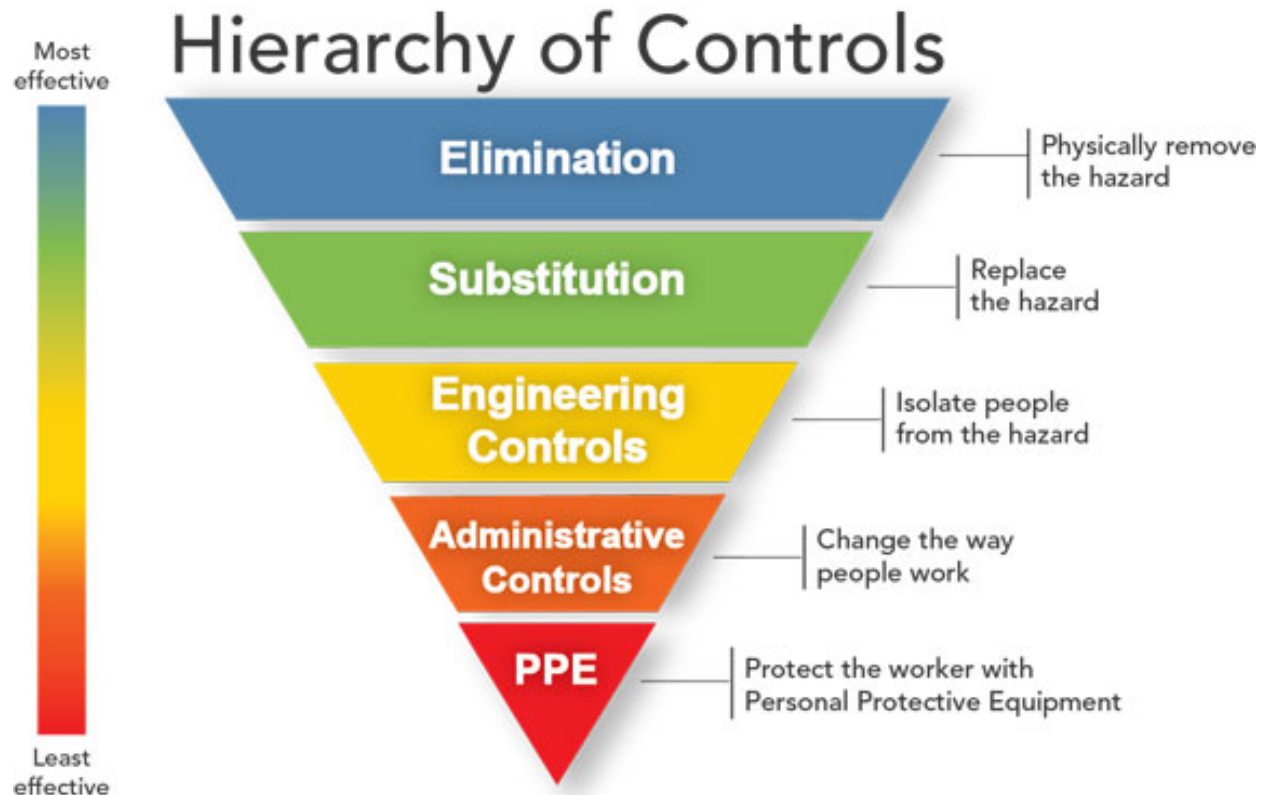 Hierarchy of Controls
Most
effective
Elimination
Physically remove
the hazard
Substitution
Replace
the hazard
Engineering
Controls
Isolate people
from the hazard
Administrative
Controls
Change the way
people work
PPE
Protect the worker with
Personal Protective Equipment
Least
effective